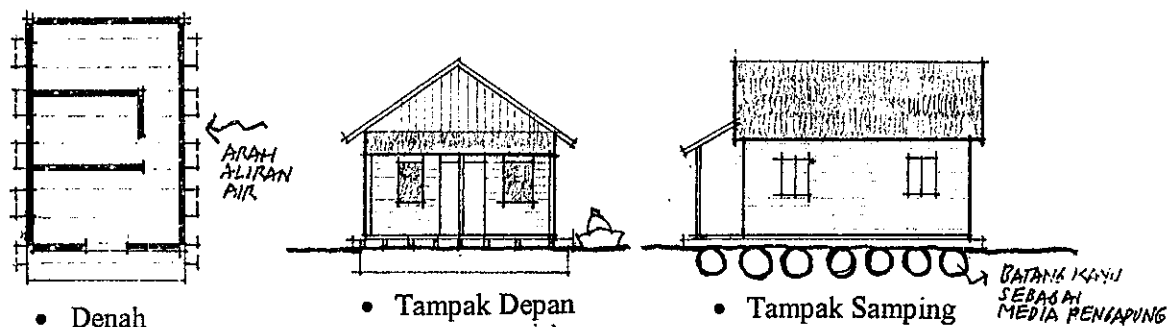 ARAH
ALIRAN
AIR
• Denah
• Tampak Depan
• Tampak Samping
BATANG KAYU
SEBAGAI
MEDIA PENGAPUNG